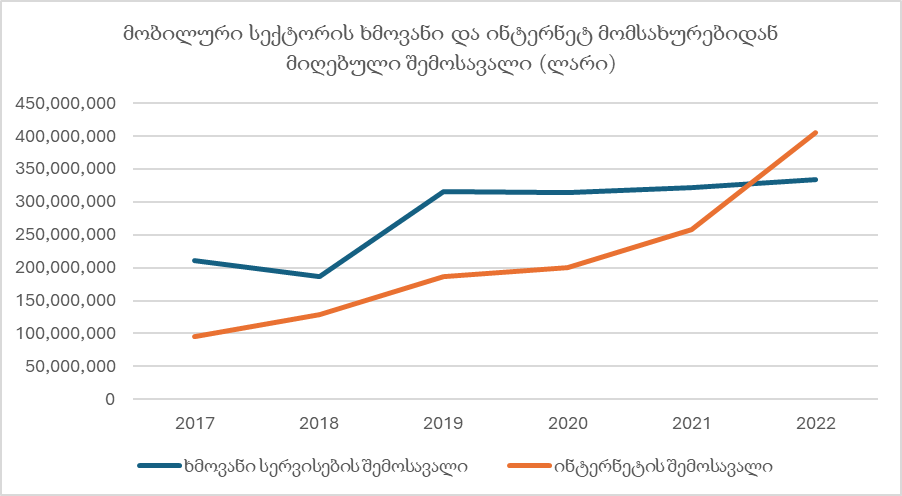 მობილური სექტორის ხმოვანი და ინტერნეტ მომსახურებიდან
მიღებული შემოსავალი (ლარი)
450,000,000
400,000,000
350,000,000
300,000,000
250,000,000
200,000,000
150,000,000
100,000,000
50,000,000
0
2017 2018 2019 2020 2021 2022
ხმოვანი სერვისების შემოსავალი ინტერნეტის შემოსავალი